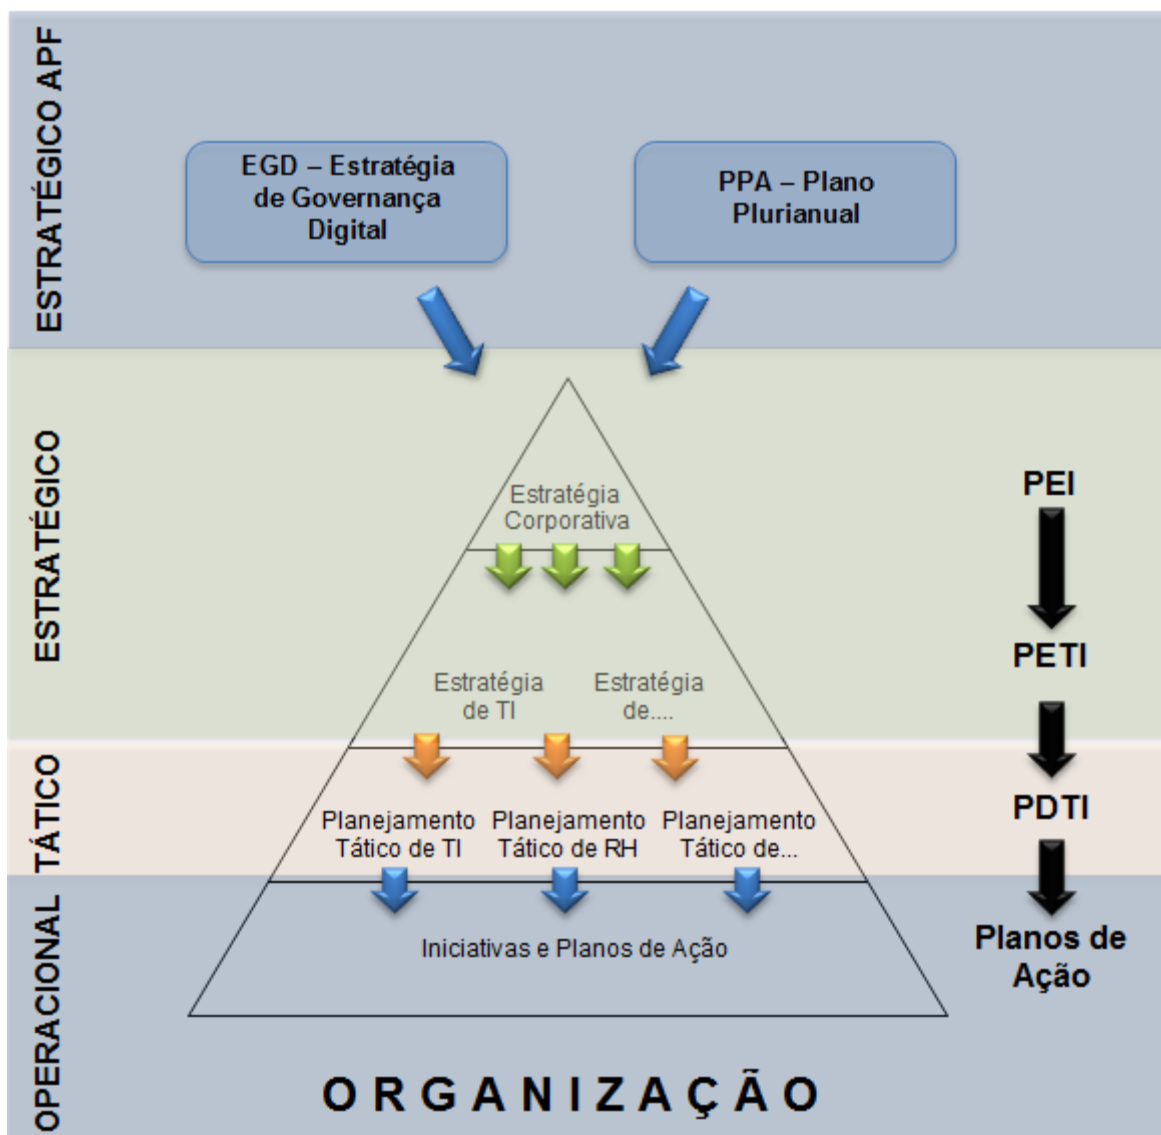 ESTRATÉGICO APF
EGD – Estratégia
de Governança
Digital
PPA – Plano
Plurianual
ESTRATÉGICO
Estratégia
Corporativa
PEI
Estratégia
de TI
Estratégia
de....
PETI
TÁTICO
Planejamento
Tático de TI
Planejamento
Tático de RH
Planejamento
Tático de...
PDTI
OPERACIONAL
Iniciativas e Planos de Ação
Planos de
Ação
ORGANIZAÇÃO